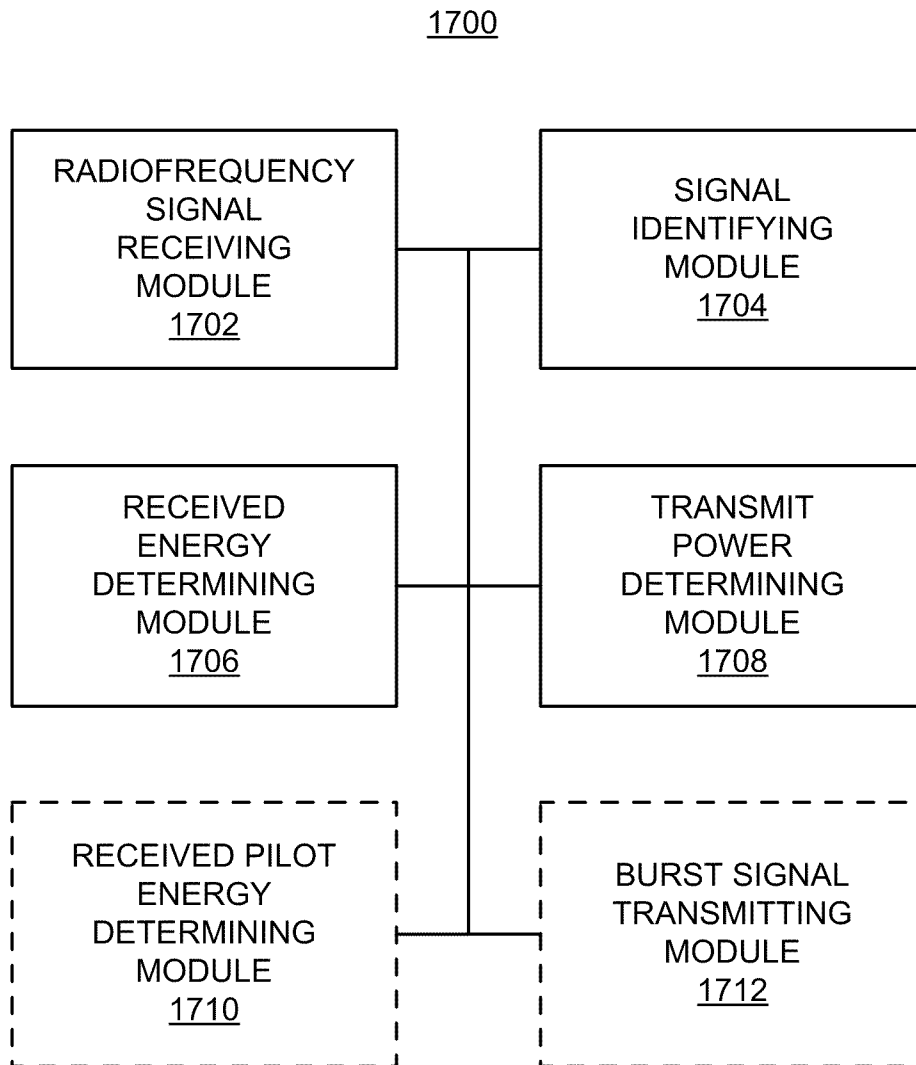 1700
RADIOFREQUENCY
SIGNAL
RECEIVING
MODULE
1702
SIGNAL
IDENTIFYING
MODULE
1704
RECEIVED
ENERGY
DETERMINING
MODULE
1706
TRANSMIT
POWER
DETERMINING
MODULE
1708
RECEIVED PILOT
ENERGY
DETERMINING
MODULE
1710
BURST SIGNAL
TRANSMITTING
MODULE
1712